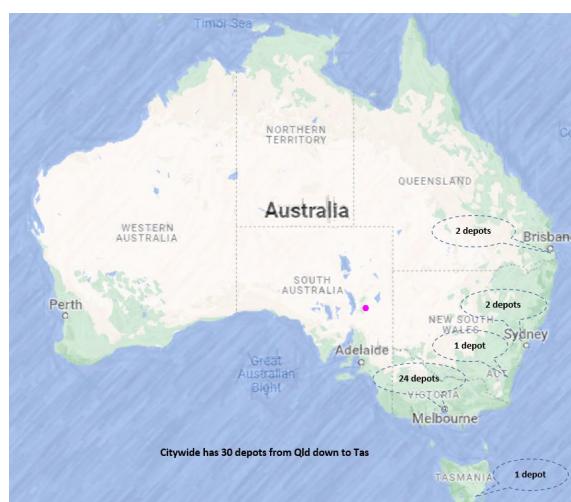 Timor Sea
NORTHERN
TERRITORY
QUEENSLAND
Australia
WESTERN
AUSTRALIA
2 depots
Brisban
SOUTH
AUSTRALIA
Perth
2 depots
NEW SOUTH
WALES
Sydney
1 depot
Adelaide
Great
Australian
Bight
ACT
24 depots
VICTORIA
Melbourne
Citywide has 30 depots from Qld down to Tas
TASMANIA
1 depot